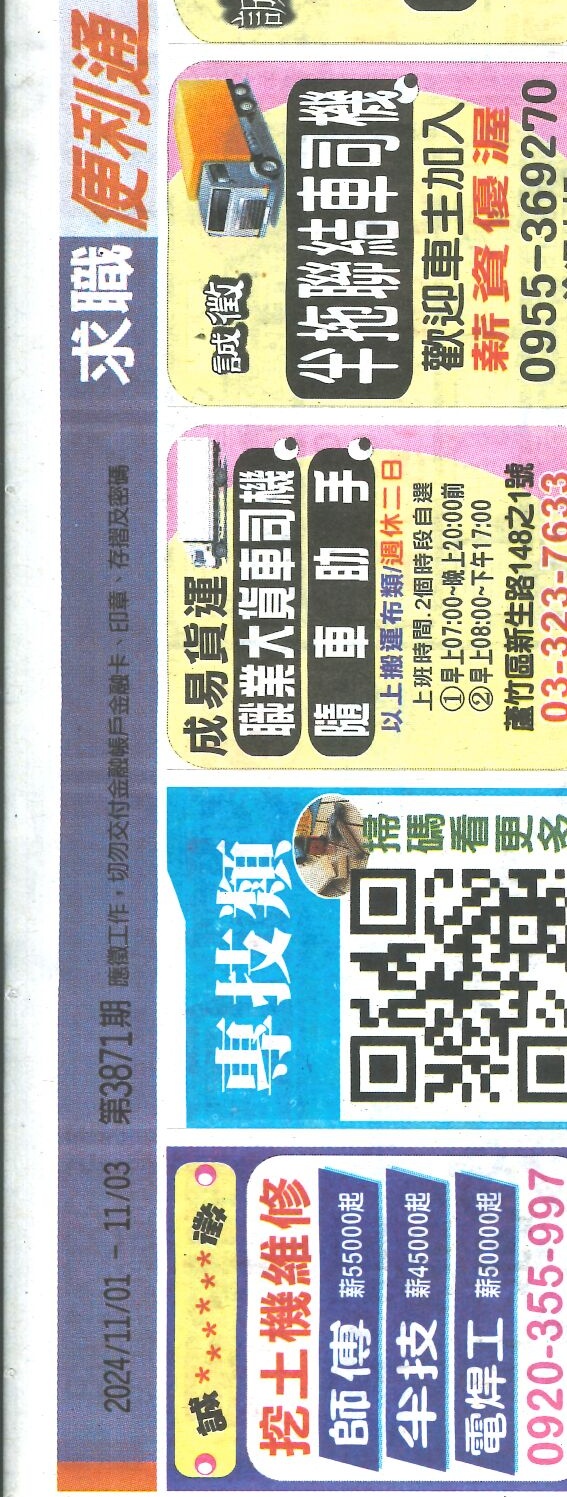 2024/11/01 - 11/03 第3871期 應徵工作，切勿交付金融帳戶金融卡、印章、存摺及密碼 求職 便利通
誠******徵
挖土機維修
師傅 薪55000起
半技 薪45000起
電焊工 薪50000起
0920-355-997
專技類
掃碼看更多
成易貨運
職業大貨車司機
隨車助手
以上搬運布類/週休二日
上班時間.2個時段自選
①早上07:00~晚上20:00前
②早上08:00~下午17:00
蘆竹區新生路148之1號
03-323-7633
誠徵
半拖聯結車司機
歡迎車主加入
薪資優渥
0955-369270